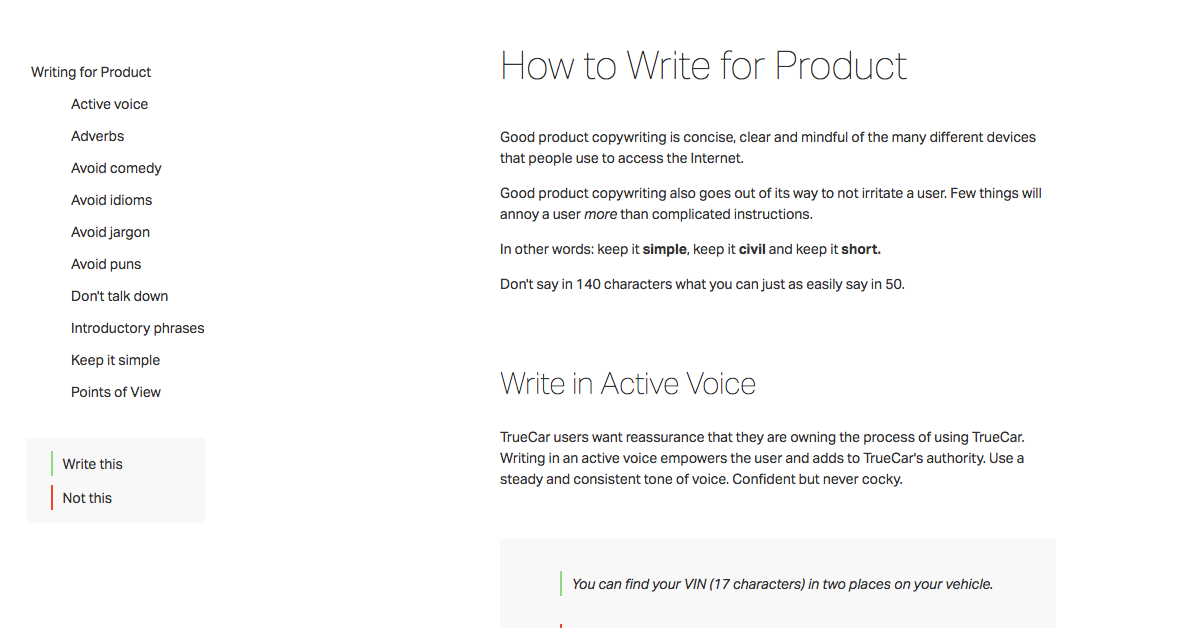 Writing for Product
Active voice
Adverbs
Avoid comedy
Avoid idioms
Avoid jargon
Avoid puns
Don't talk down
Introductory phrases
Keep it simple
Points of View
Write this
Not this
How to Write for Product
Good product copywriting is concise, clear and mindful of the many different devices
that people use to access the Internet.
Good product copywriting also goes out of its way to not irritate a user. Few things will
annoy a user more than complicated instructions.
In other words: keep it simple, keep it civil and keep it short.
Don't say in 140 characters what you can just as easily say in 50.
Write in Active Voice
TrueCar users want reassurance that they are owning the process of using TrueCar.
Writing in an active voice empowers the user and adds to TrueCar's authority. Use a
steady and consistent tone of voice. Confident but never cocky.
You can find your VIN (17 characters) in two places on your vehicle.